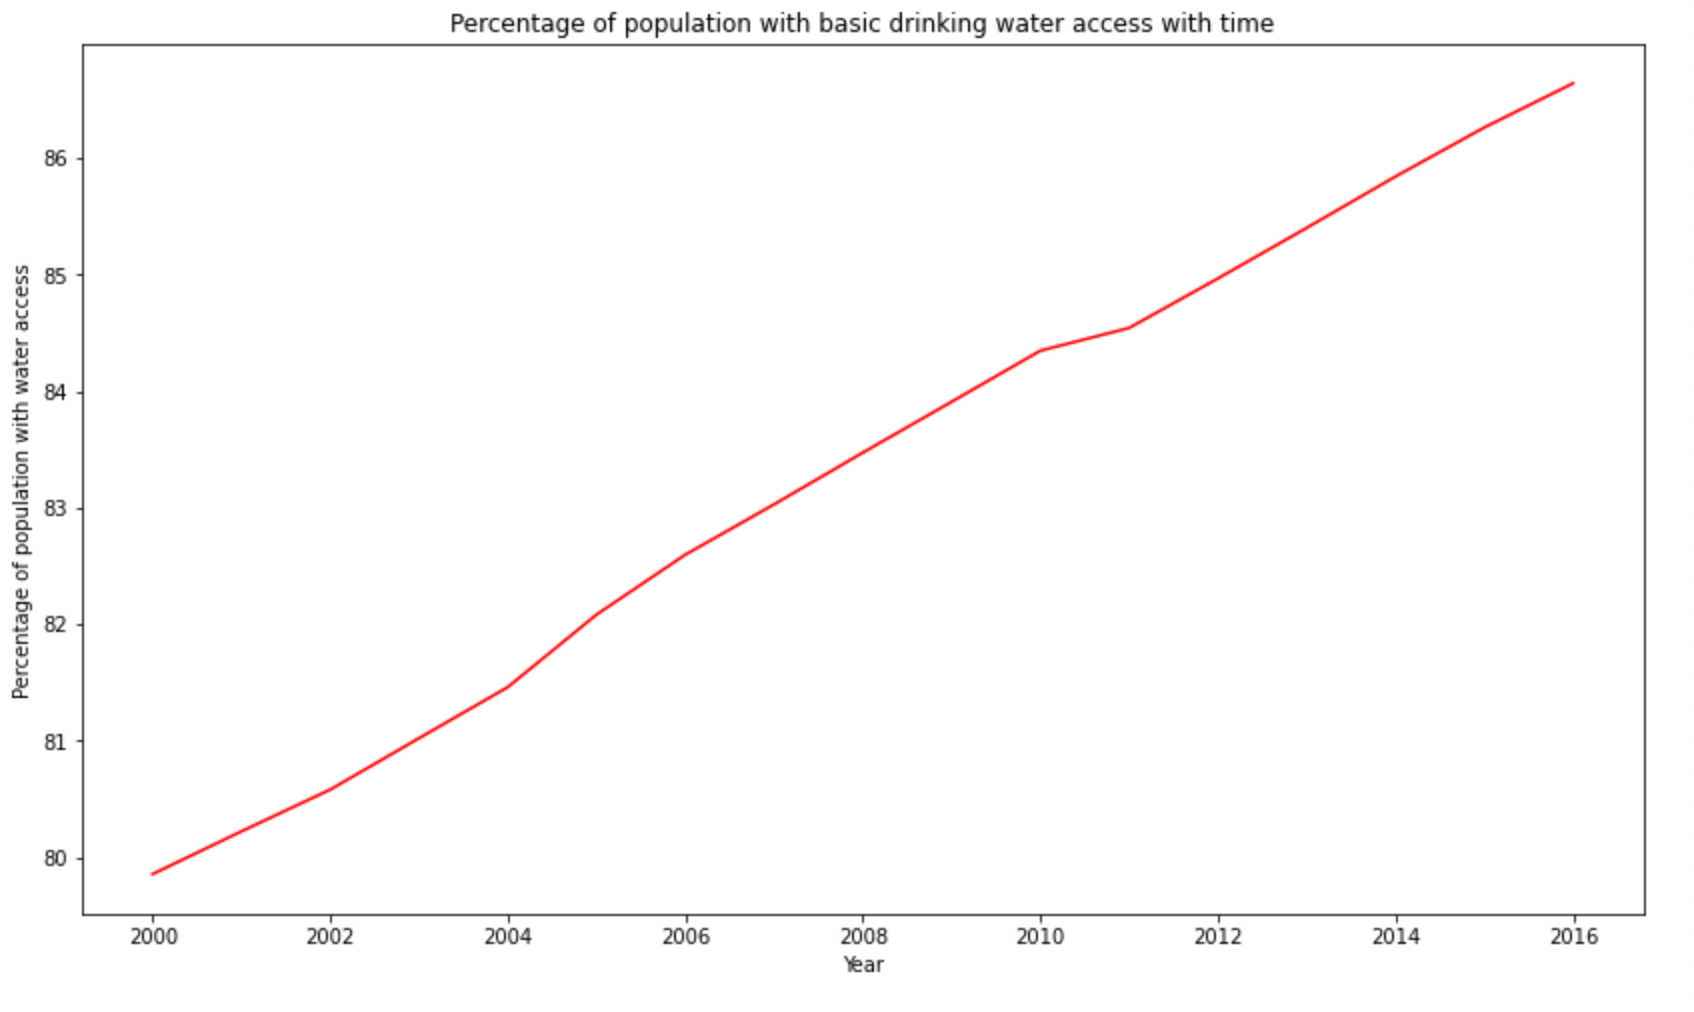 Percentage of population with basic drinking water access with time
Percentage of population with water access
86
85
84
83
82
81
80
2000 2002 2004 2006 2008 2010 2012 2014 2016
Year